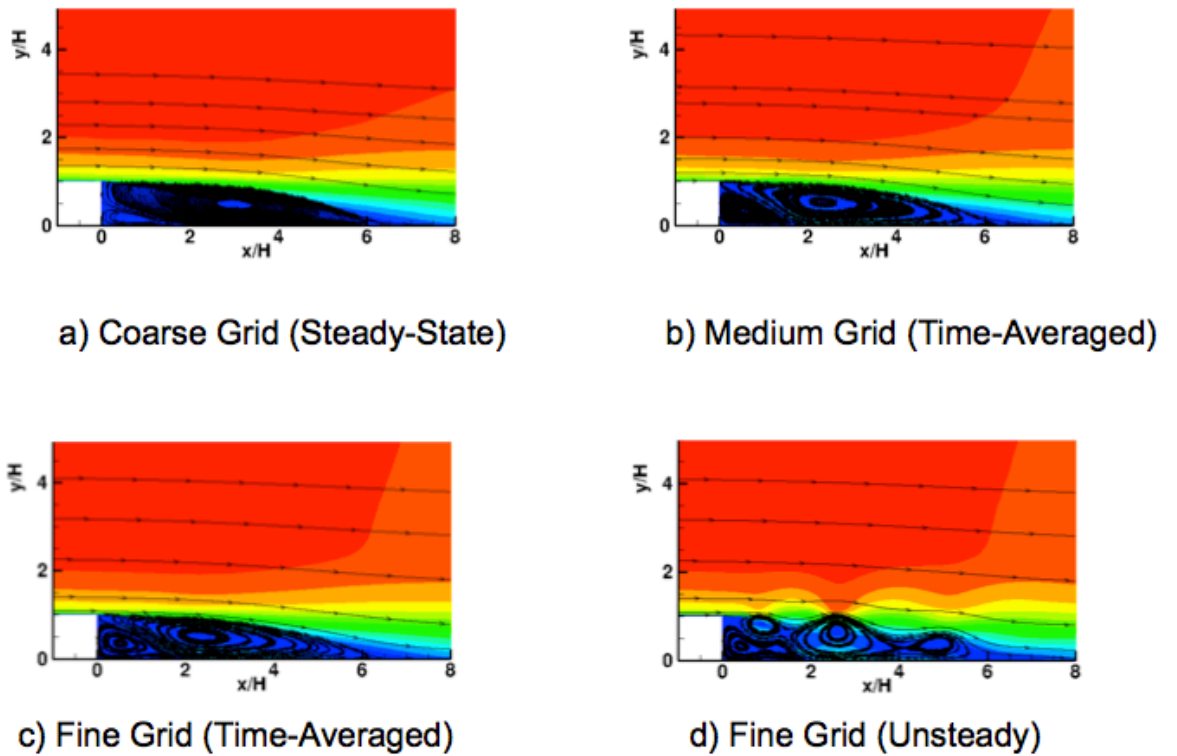 y/H
4
2
0
0
2
4
6
8
x/H
a) Coarse Grid (Steady-State)
y/H
4
2
0
0
2
4
6
8
x/H
b) Medium Grid (Time-Averaged)
y/H
4
2
0
0
2
4
6
8
x/H
c) Fine Grid (Time-Averaged)
y/H
4
2
0
0
2
4
6
8
x/H
d) Fine Grid (Unsteady)